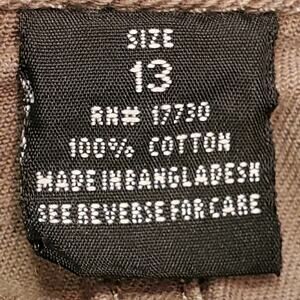 SIZE
13
RN# 17730
100% COTTON
MADE IN BANGLADESH
SEE REVERSE FOR CARE